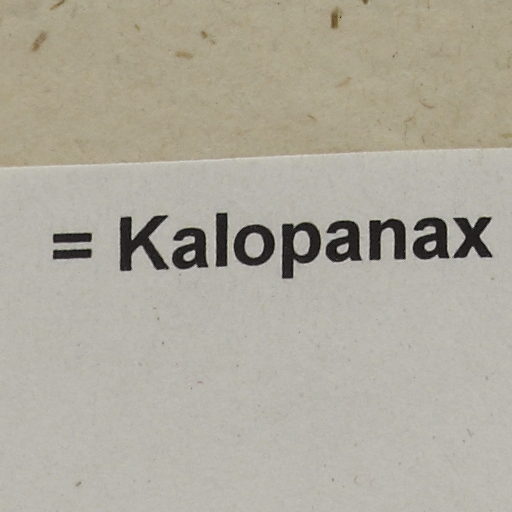 = Kalopanax